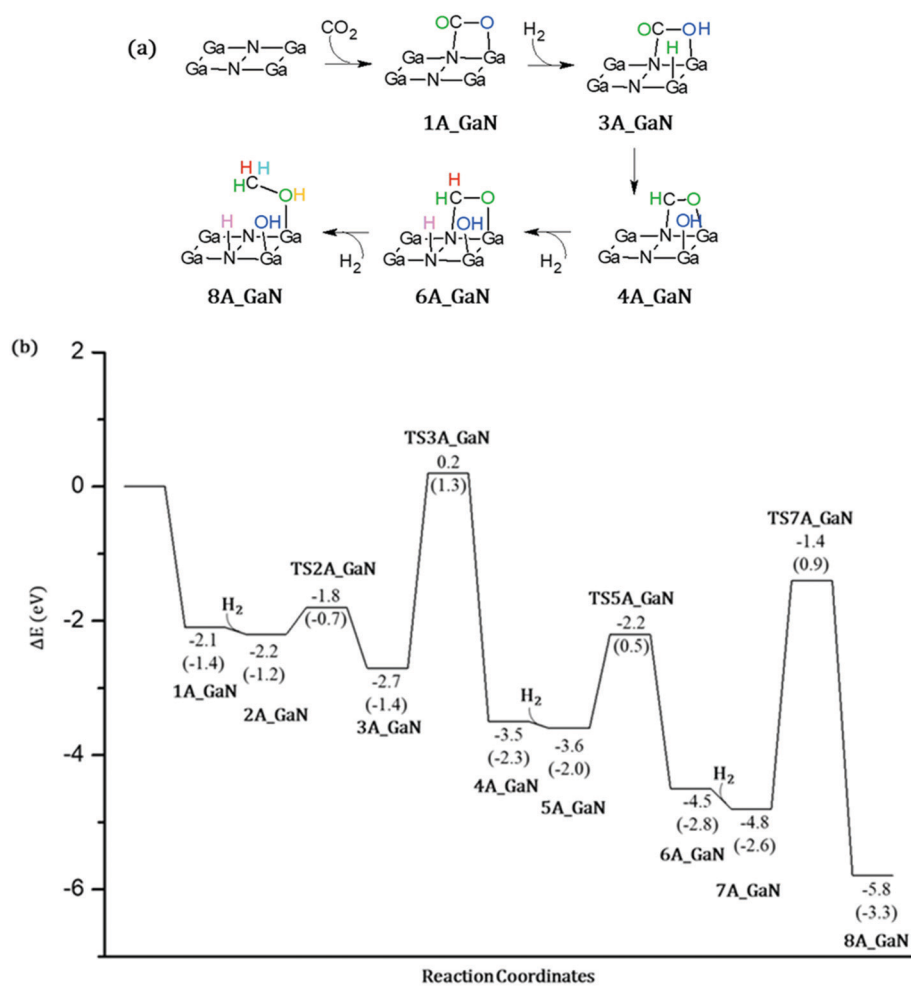 (a)
Ga N Ga
Ga N Ga
CO2
O C O
Ga N Ga
Ga N Ga
1A_GaN
H2
O C OH
H
Ga N Ga
Ga N Ga
3A_GaN
H H
H C OH
H OH
Ga N Ga
Ga N Ga
8A_GaN
H2
H
H C O
H OH
Ga N Ga
Ga N Ga
6A_GaN
H2
H C O
OH
Ga N Ga
Ga N Ga
4A_GaN
(b)
ΔE (eV)
2
0
-2
-4
-6
H2
-2.1
(-1.4)
1A_GaN
-2.2
(-1.2)
2A_GaN
TS2A_GaN
-1.8
(-0.7)
-2.7
(-1.4)
3A_GaN
TS3A_GaN
0.2
(1.3)
H2
-3.5
(-2.3)
4A_GaN
-3.6
(-2.0)
5A_GaN
TS5A_GaN
-2.2
(0.5)
H2
-4.5
(-2.8)
6A_GaN
-4.8
(-2.6)
7A_GaN
TS7A_GaN
-1.4
(0.9)
-5.8
(-3.3)
8A_GaN
Reaction Coordinates